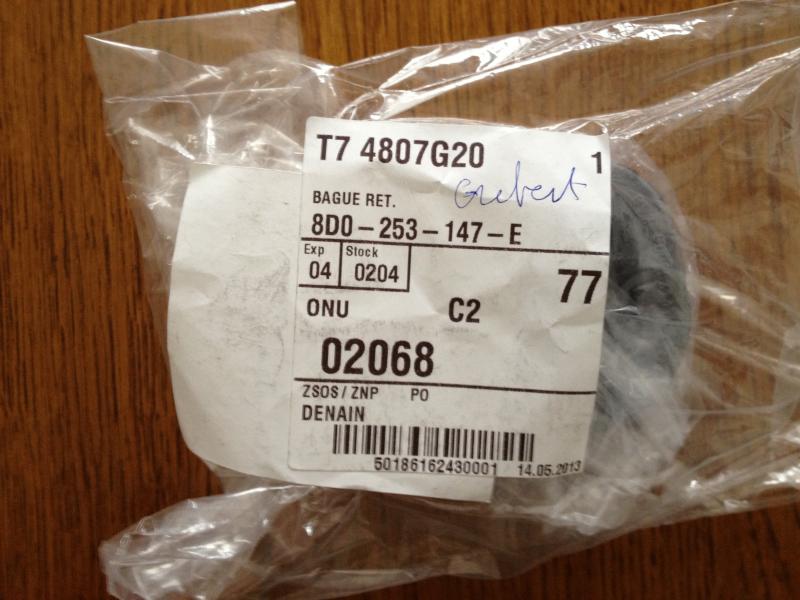 T7 4807G20 1
BAGUE RET.
8D0-253-147-E
Exp Stock
04 0204
77
ONU C2
02068
ZSOS / ZNP PO
DENAIN
50186162430001 14.05.2013